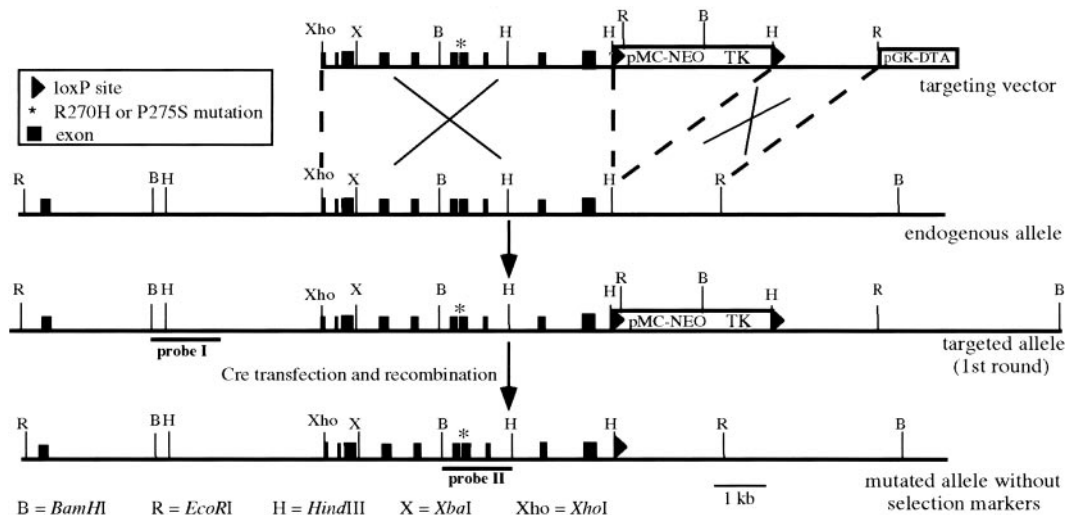 Xho X B * H H R B H R
pMC-NEO TK pGK-DTA
targeting vector
loxP site
* R270H or P275S mutation
exon
R B H Xho X B H H R B
endogenous allele
R B H Xho X B * H H R B H R B
pMC-NEO TK
probe I
targeted allele
(1st round)
Cre transfection and recombination
R B H Xho X B * H H R B
probe II
1 kb
mutated allele without
selection markers
B = BamHI R = EcoRI H = HindIII X = XbaI Xho = XhoI